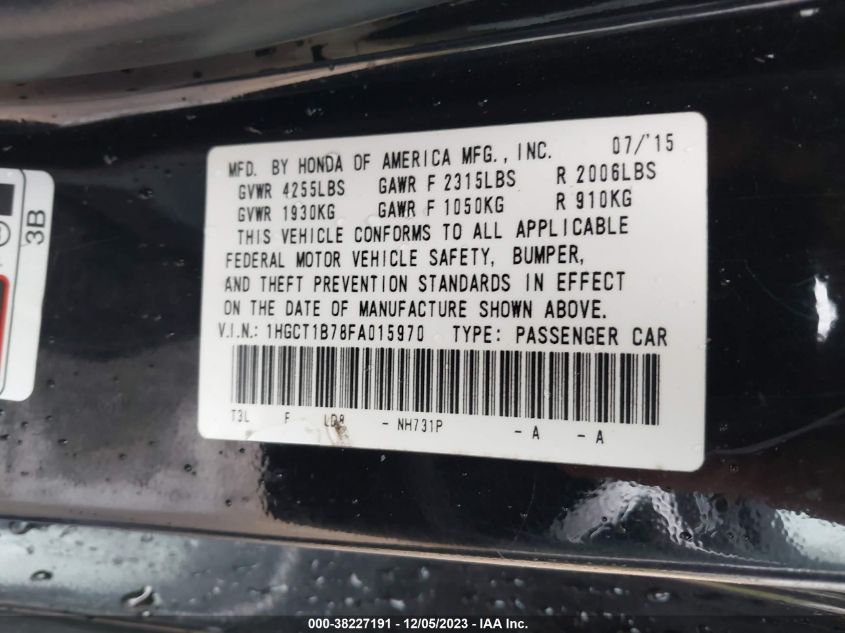 MFD. BY HONDA OF AMERICA MFG., INC. 07/'15
GVWR 4255LBS GAWR F 2315LBS R 2006LBS
GVWR 1930KG GAWR F 1050KG R 910KG
THIS VEHICLE CONFORMS TO ALL APPLICABLE
FEDERAL MOTOR VEHICLE SAFETY, BUMPER,
AND THEFT PREVENTION STANDARDS IN EFFECT
ON THE DATE OF MANUFACTURE SHOWN ABOVE.
V.I.N.: 1HGCT1B78FA015970 TYPE: PASSENGER CAR
T3L F - NH731P - A - A
3B
000-38227191 - 12/05/2023 - IAA Inc.